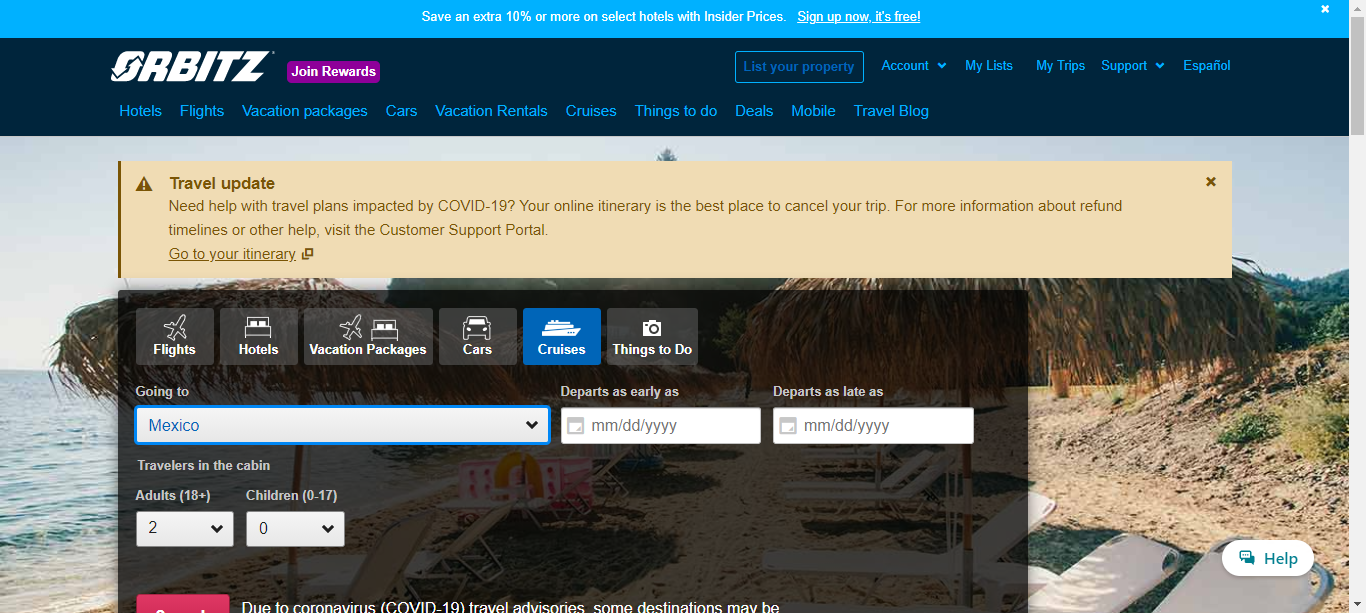 Save an extra 10% or more on select hotels with Insider Prices. Sign up now, it's free!
ORBITZ Join Rewards
List your property Account My Lists My Trips Support Español
Hotels Flights Vacation packages Cars Vacation Rentals Cruises Things to do Deals Mobile Travel Blog
Travel update
Need help with travel plans impacted by COVID-19? Your online itinerary is the best place to cancel your trip. For more information about refund
timelines or other help, visit the Customer Support Portal.
Go to your itinerary
Flights Hotels Vacation Packages Cars Cruises Things to Do
Going to Departs as early as Departs as late as
Mexico mm/dd/yyyy mm/dd/yyyy
Travelers in the cabin
Adults (18+) Children (0-17)
2 0
Help
Due to coronavirus (COVID-19) travel advisories, some destinations may be